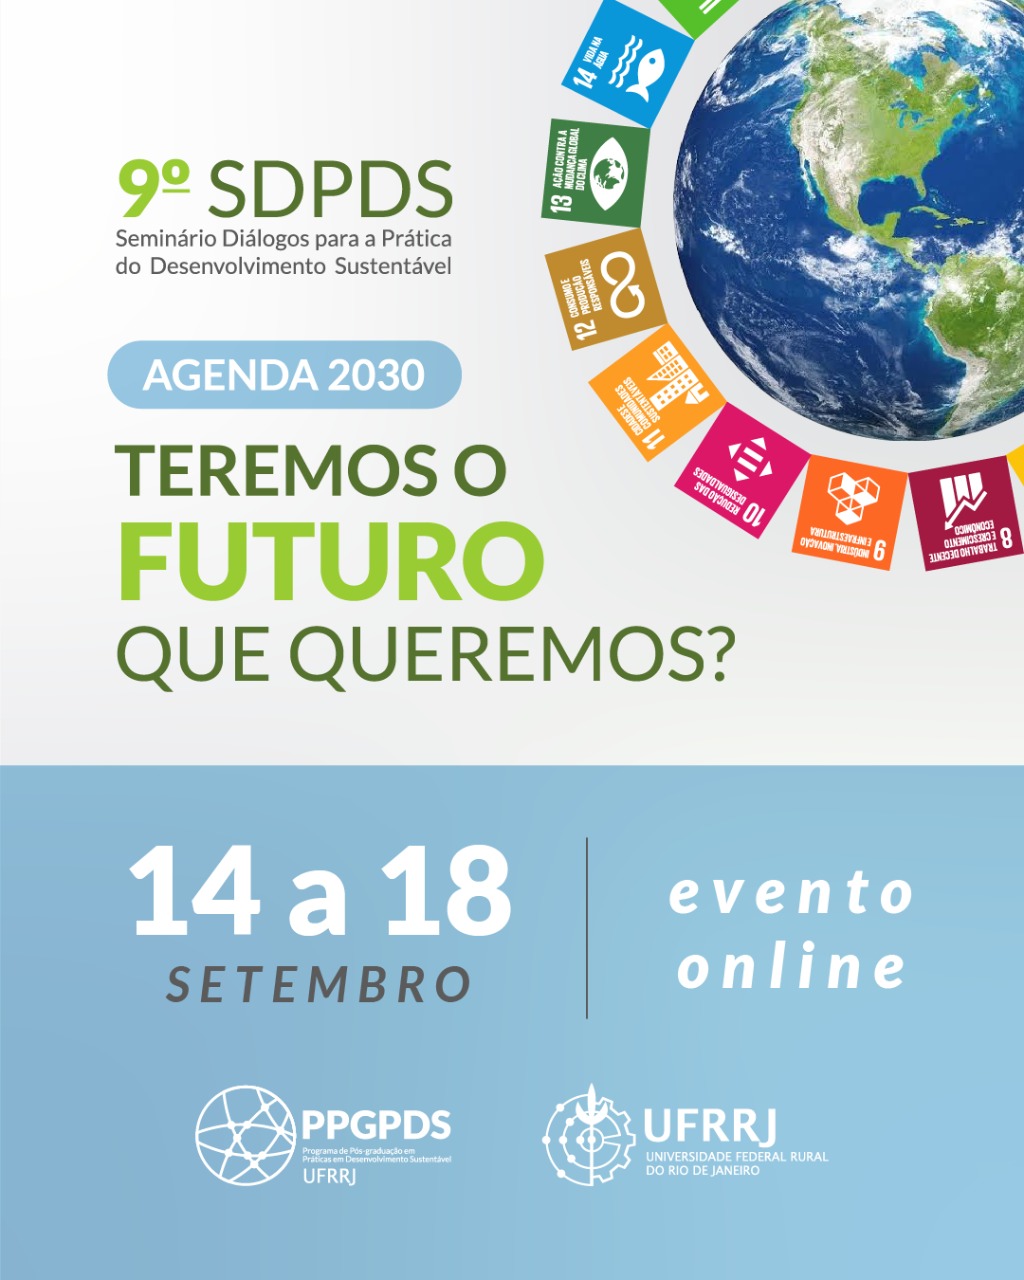 9º SDPDS
Seminário Diálogos para a Prática
do Desenvolvimento Sustentável
AGENDA 2030
TEREMOS O
FUTURO
QUE QUEREMOS?
14 VIDA NA
ÁGUA
13 AÇÃO CONTRA A
MUDANÇA GLOBAL
DO CLIMA
12 CONSUMO E
PRODUÇÃO
RESPONSÁVEIS
11 CIDADES E
COMUNIDADES
SUSTENTÁVEIS
10 REDUÇÃO DAS
DESIGUALDADES
9 INDÚSTRIA, INOVAÇÃO
E INFRAESTRUTURA
8 TRABALHO DECENTE
E CRESCIMENTO
ECONÔMICO
14 a 18
SETEMBRO
evento
online
PPGPDS
Programa de Pós-graduação em
Práticas em Desenvolvimento Sustentável
UFRRJ
UFRRJ
UNIVERSIDADE FEDERAL RURAL
DO RIO DE JANEIRO